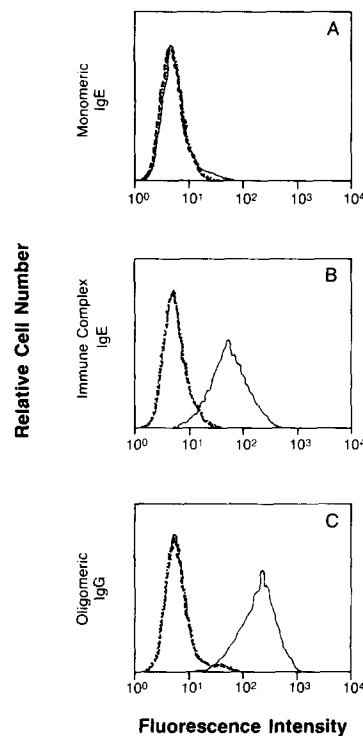 A
Monomeric
IgE
10⁰ 10¹ 10² 10³ 10⁴
B
Immune Complex
IgE
10⁰ 10¹ 10² 10³ 10⁴
C
Oligomeric
IgG
10⁰ 10¹ 10² 10³ 10⁴
Relative Cell Number
Fluorescence Intensity